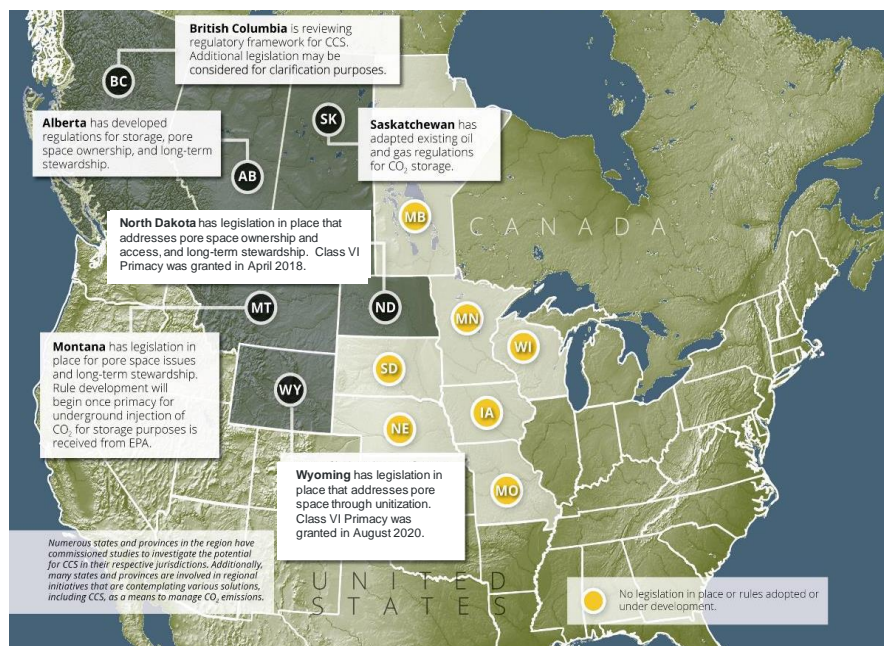 British Columbia is reviewing
regulatory framework for CCS.
Additional legislation may be
considered for clarification purposes.
BC
Alberta has developed
regulations for storage, pore
space ownership, and long-term
stewardship.
AB
SK
Saskatchewan has
adapted existing oil
and gas regulations
for CO₂ storage.
MB
CANADA
North Dakota has legislation in place that
addresses pore space ownership and
access, and long-term stewardship. Class VI
Primacy was granted in April 2018.
MT
ND
MN
WI
Montana has legislation in
place for pore space issues
and long-term stewardship.
Rule development will
begin once primacy for
underground injection of
CO₂ for storage purposes is
received from EPA.
SD
WY
NE
IA
MO
Wyoming has legislation in
place that addresses pore
space through unitization.
Class VI Primacy was
granted in August 2020.
Numerous states and provinces in the region have
commissioned studies to investigate the potential
for CCS in their respective jurisdictions. Additionally,
many states and provinces are involved in regional
initiatives that are contemplating various solutions,
including CCS, as a means to manage CO₂ emissions.
UNITED
STATES
No legislation in place or rules adopted or
under development.